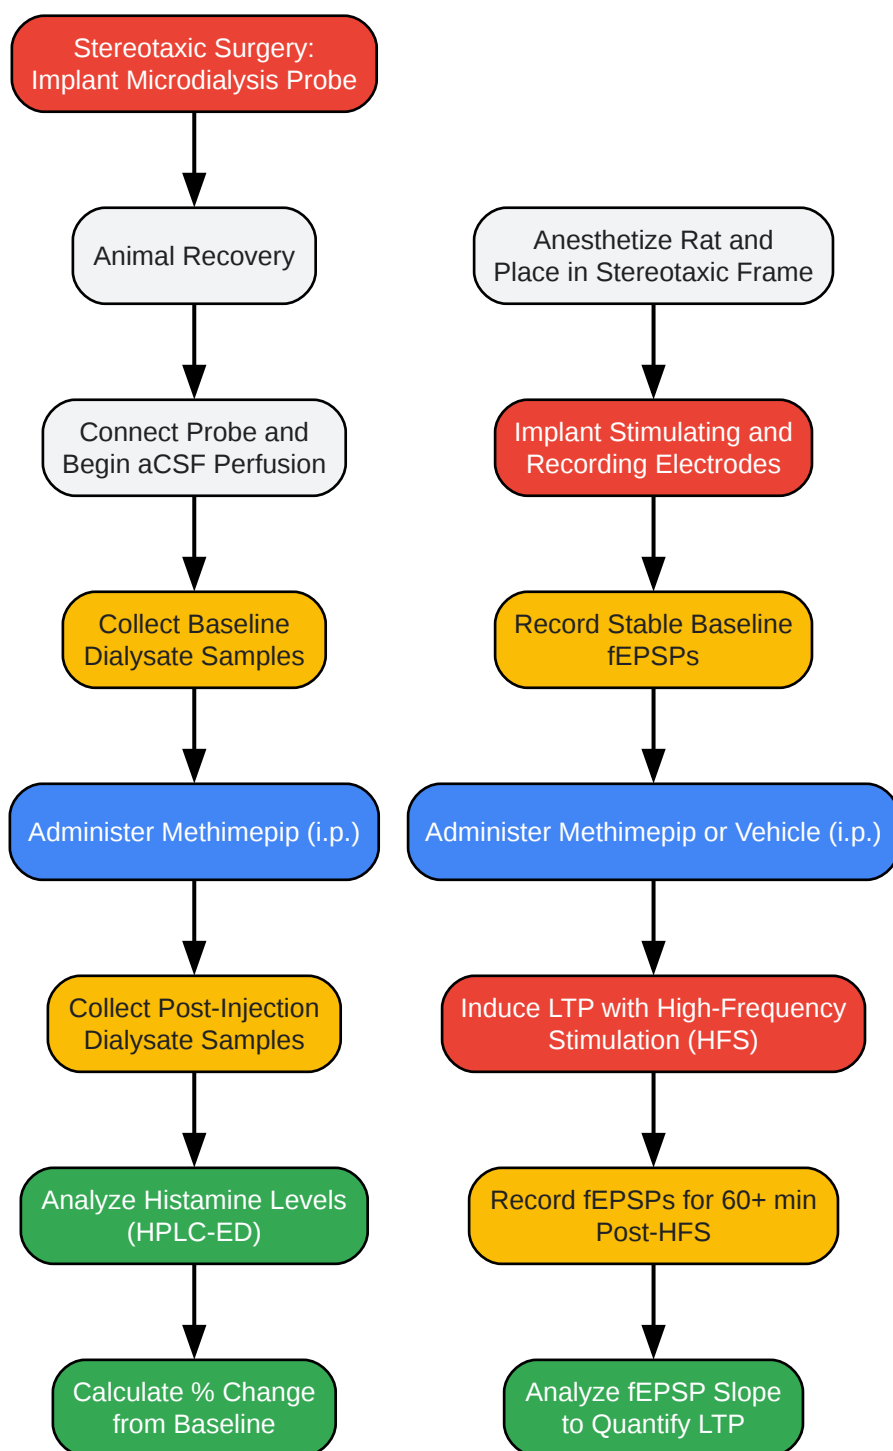 Stereotaxic Surgery:
Implant Microdialysis Probe
Animal Recovery
Connect Probe and
Begin aCSF Perfusion
Collect Baseline
Dialysate Samples
Administer Methimepip (i.p.)
Collect Post-Injection
Dialysate Samples
Analyze Histamine Levels
(HPLC-ED)
Calculate % Change
from Baseline
Anesthetize Rat and
Place in Stereotaxic Frame
Implant Stimulating and
Recording Electrodes
Record Stable Baseline
fEPSPs
Administer Methimepip or Vehicle (i.p.)
Induce LTP with High-Frequency
Stimulation (HFS)
Record fEPSPs for 60+ min
Post-HFS
Analyze fEPSP Slope
to Quantify LTP